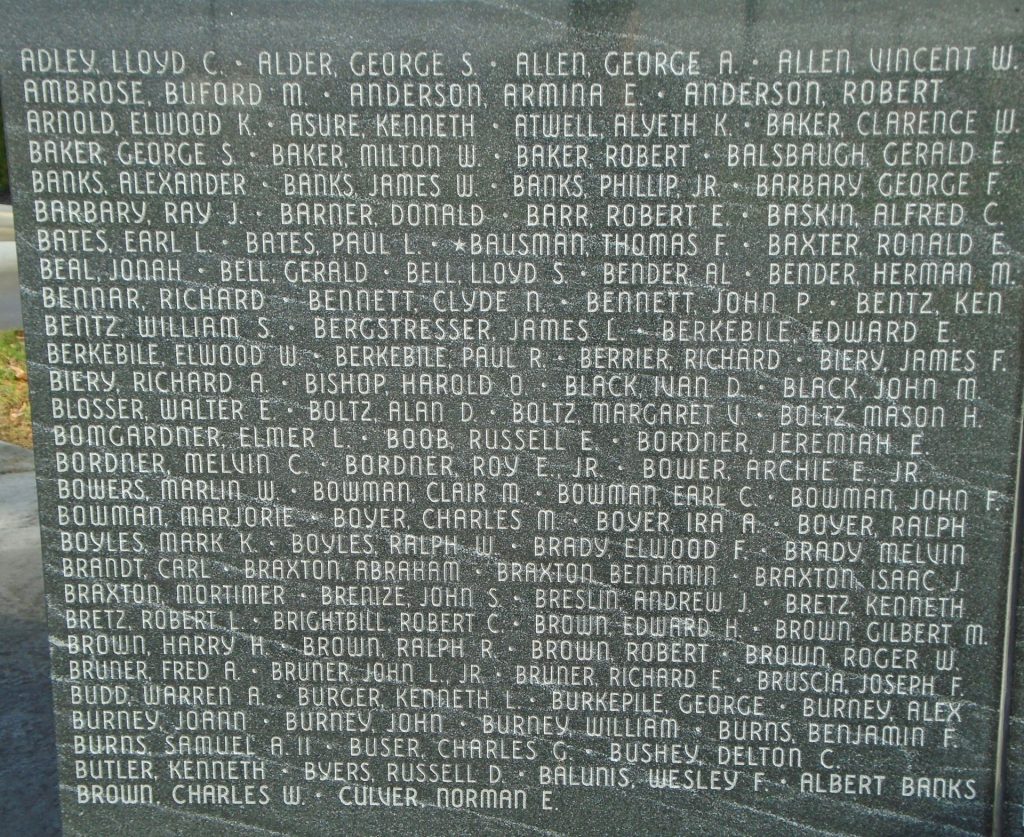 ADLEY, LLOYD C. · ALDER, GEORGE S. · ALLEN, GEORGE A. · ALLEN, VINCENT W.
AMBROSE, BUFORD M. · ANDERSON, ARMINA E. · ANDERSON, ROBERT
ARNOLD, ELWOOD K. · ASURE, KENNETH · ATWELL, ALYETH K. · BAKER, CLARENCE W.
BAKER, GEORGE S. · BAKER, MILTON W. · BAKER, ROBERT · BALSBAUGH, GERALD E.
BANKS, ALEXANDER · BANKS, JAMES W. · BANKS, PHILLIP, JR. · BARBARY, GEORGE F.
BARBARY, RAY J. · BARNER, DONALD · BARR, ROBERT E. · BASKIN, ALFRED C.
BATES, EARL L. · BATES, PAUL L. · *BAUSMAN, THOMAS F. · BAXTER, RONALD E.
BEAL, JONAH · BELL, GERALD · BELL, LLOYD S. · BENDER, AL · BENDER, HERMAN M.
BENNAR, RICHARD · BENNETT, CLYDE N. · BENNETT, JOHN P. · BENTZ, KEN
BENTZ, WILLIAM S. · BERGSTRESSER, JAMES L. · BERKEBILE, EDWARD E.
BERKEBILE, ELWOOD W. · BERKEBILE, PAUL R. · BERRIER, RICHARD · BIERY, JAMES F.
BIERY, RICHARD A. · BISHOP, HAROLD O. · BLACK, IVAN D. · BLACK, JOHN M.
BLOSSER, WALTER E. · BOLTZ, ALAN D. · BOLTZ, MARGARET V. · BOLTZ, MASON H.
BOMGARDNER, ELMER L. · BOOB, RUSSELL E. · BORDNER, JEREMIAH E.
BORDNER, MELVIN C. · BORDNER, ROY E., JR. · BOWER, ARCHIE E., JR.
BOWERS, MARLIN W. · BOWMAN, CLAIR M. · BOWMAN, EARL C. · BOWMAN, JOHN F.
BOWMAN, MARJORIE · BOYER, CHARLES M. · BOYER, IRA A. · BOYER, RALPH
BOYLES, MARK K. · BOYLES, RALPH W. · BRADY, ELWOOD F. · BRADY, MELVIN
BRANDT, CARL · BRAXTON, ABRAHAM · BRAXTON, BENJAMIN · BRAXTON, ISAAC J.
BRAXTON, MORTIMER · BRENIZE, JOHN S. · BRESLIN, ANDREW J. · BRETZ, KENNETH
BRETZ, ROBERT L. · BRIGHTBILL, ROBERT C. · BROWN, EDWARD H. · BROWN, GILBERT M.
BROWN, HARRY H. · BROWN, RALPH R. · BROWN, ROBERT · BROWN, ROGER W.
BRUNER, FRED A. · BRUNER, JOHN L., JR. · BRUNER, RICHARD E. · BRUSCIA, JOSEPH F.
BUDD, WARREN A. · BURGER, KENNETH L. · BURKEPILE, GEORGE · BURNEY, ALEX
BURNEY, JOANN · BURNEY, JOHN · BURNEY, WILLIAM · BURNS, BENJAMIN F.
BURNS, SAMUEL A. II · BUSER, CHARLES G. · BUSHEY, DELTON C.
BUTLER, KENNETH · BYERS, RUSSELL D. · BALUNIS, WESLEY F. · ALBERT BANKS
BROWN, CHARLES W. · CULVER, NORMAN E.